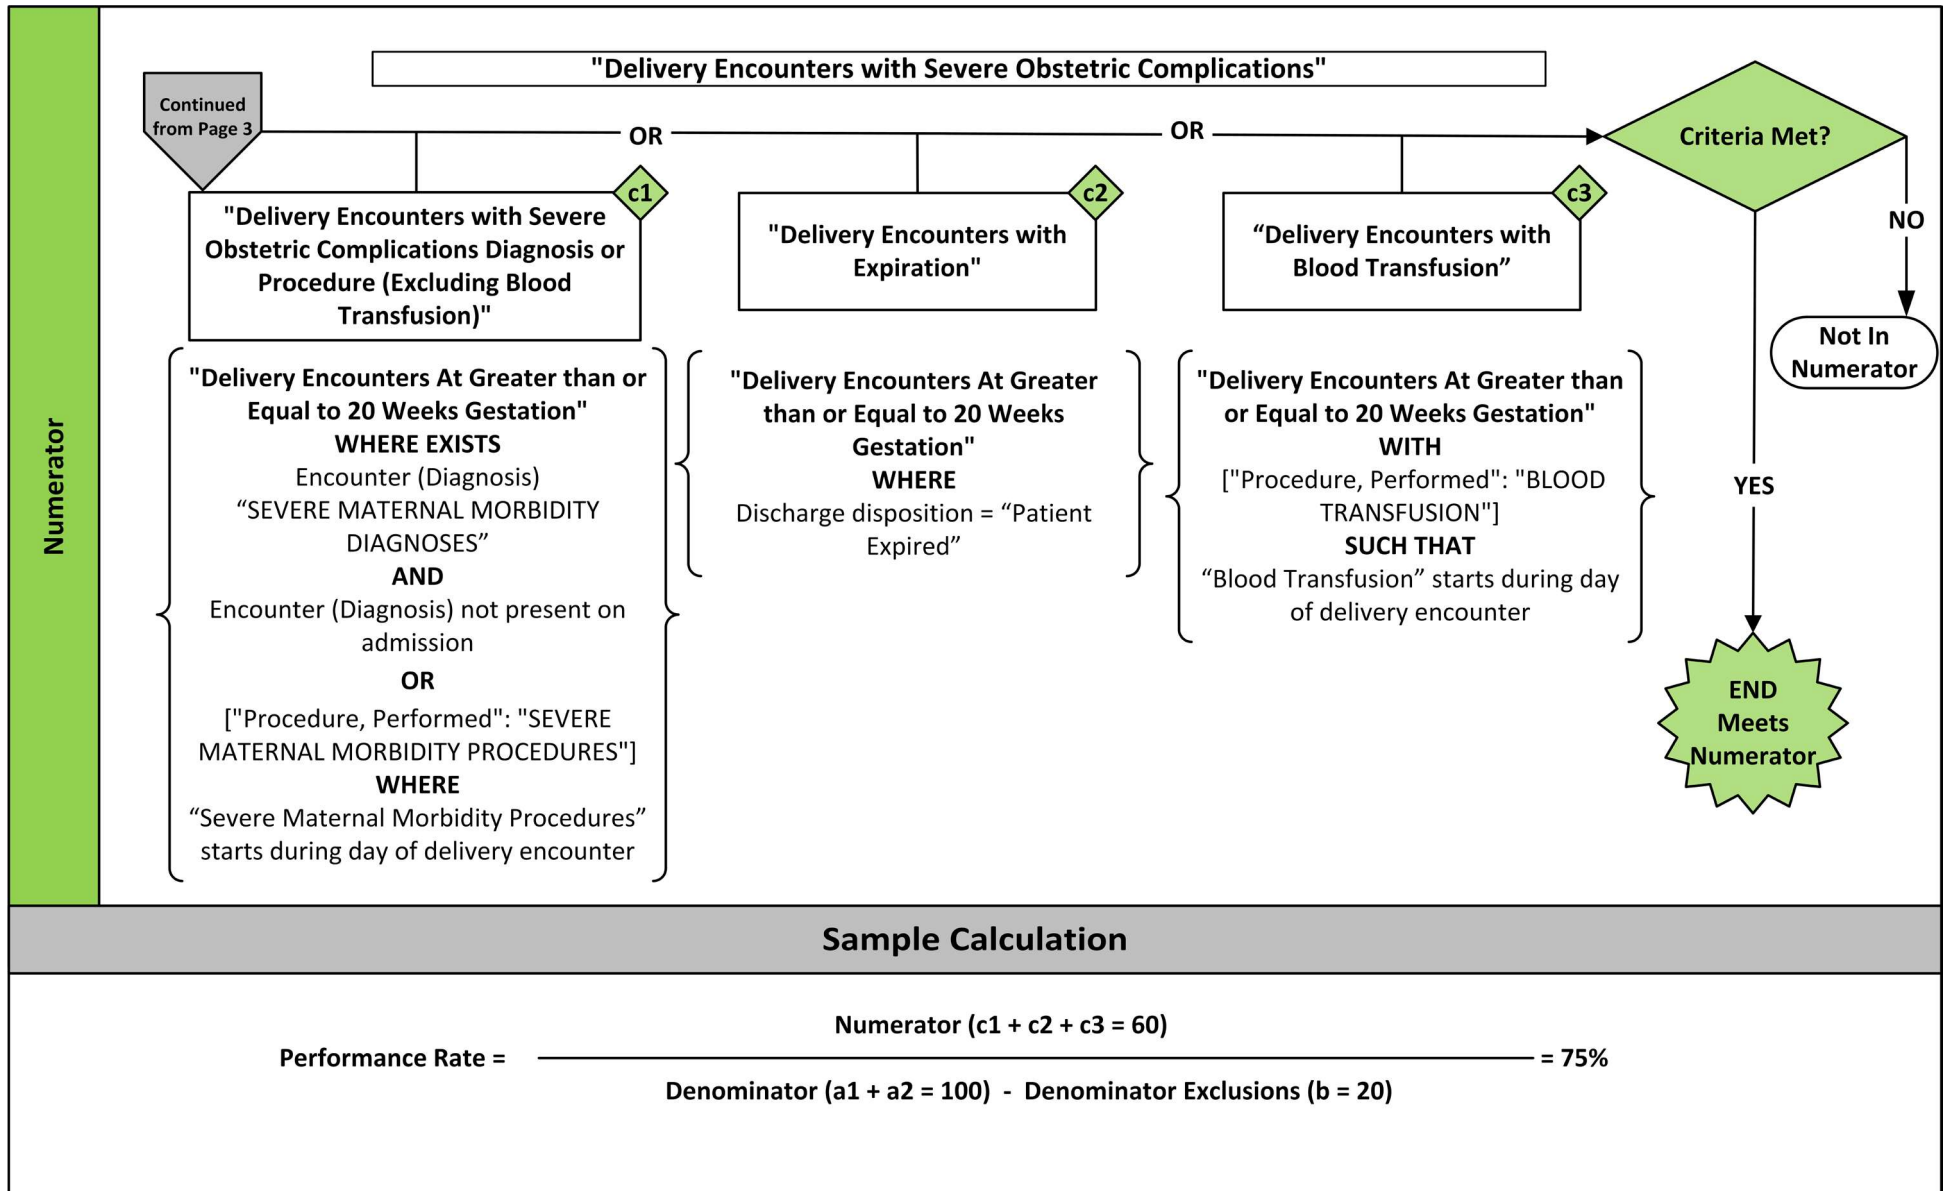 Numerator
"Delivery Encounters with Severe Obstetric Complications"
Continued
from Page 3
OR
OR
Criteria Met?
NO
Not In
Numerator
YES
END
Meets
Numerator
c1
"Delivery Encounters with Severe
Obstetric Complications Diagnosis or
Procedure (Excluding Blood
Transfusion)"
"Delivery Encounters At Greater than or
Equal to 20 Weeks Gestation"
WHERE EXISTS
Encounter (Diagnosis)
“SEVERE MATERNAL MORBIDITY
DIAGNOSES”
AND
Encounter (Diagnosis) not present on
admission
OR
["Procedure, Performed": "SEVERE
MATERNAL MORBIDITY PROCEDURES"]
WHERE
“Severe Maternal Morbidity Procedures”
starts during day of delivery encounter
c2
"Delivery Encounters with
Expiration"
"Delivery Encounters At Greater
than or Equal to 20 Weeks
Gestation"
WHERE
Discharge disposition = “Patient
Expired”
c3
“Delivery Encounters with
Blood Transfusion”
"Delivery Encounters At Greater than
or Equal to 20 Weeks Gestation"
WITH
["Procedure, Performed": "BLOOD
TRANSFUSION"]
SUCH THAT
“Blood Transfusion” starts during day
of delivery encounter
Sample Calculation
Numerator (c1 + c2 + c3 = 60)
Performance Rate = = 75%
Denominator (a1 + a2 = 100) - Denominator Exclusions (b = 20)